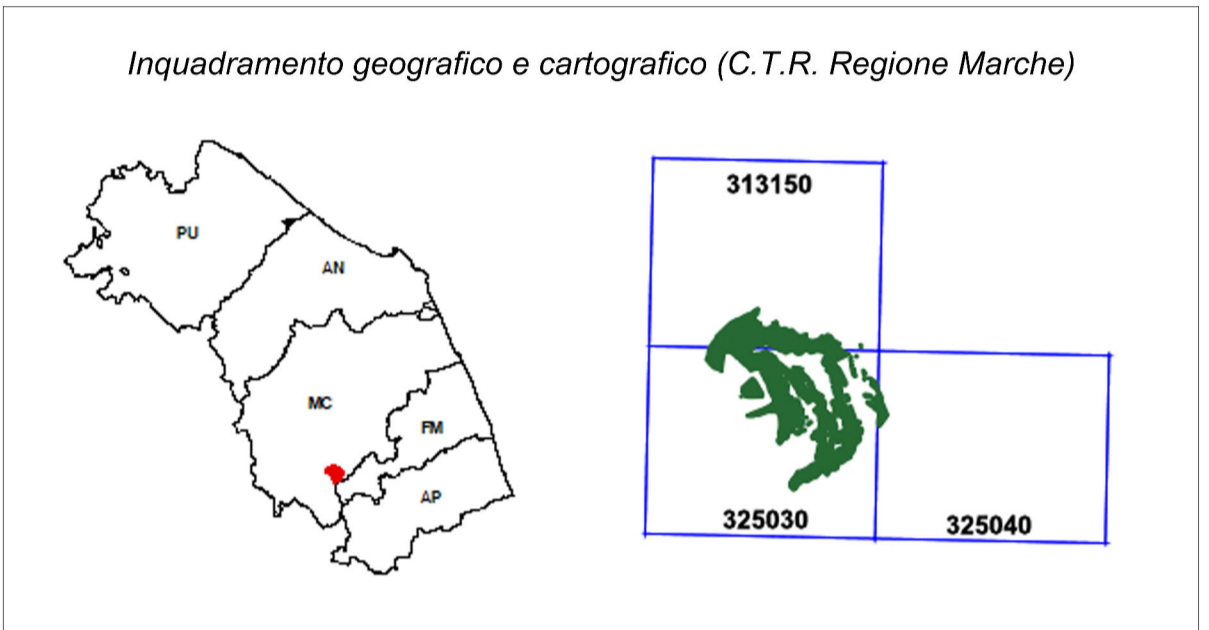 Inquadramento geografico e cartografico (C.T.R. Regione Marche)
PU
AN
MC
FM
AP
313150
325030
325040